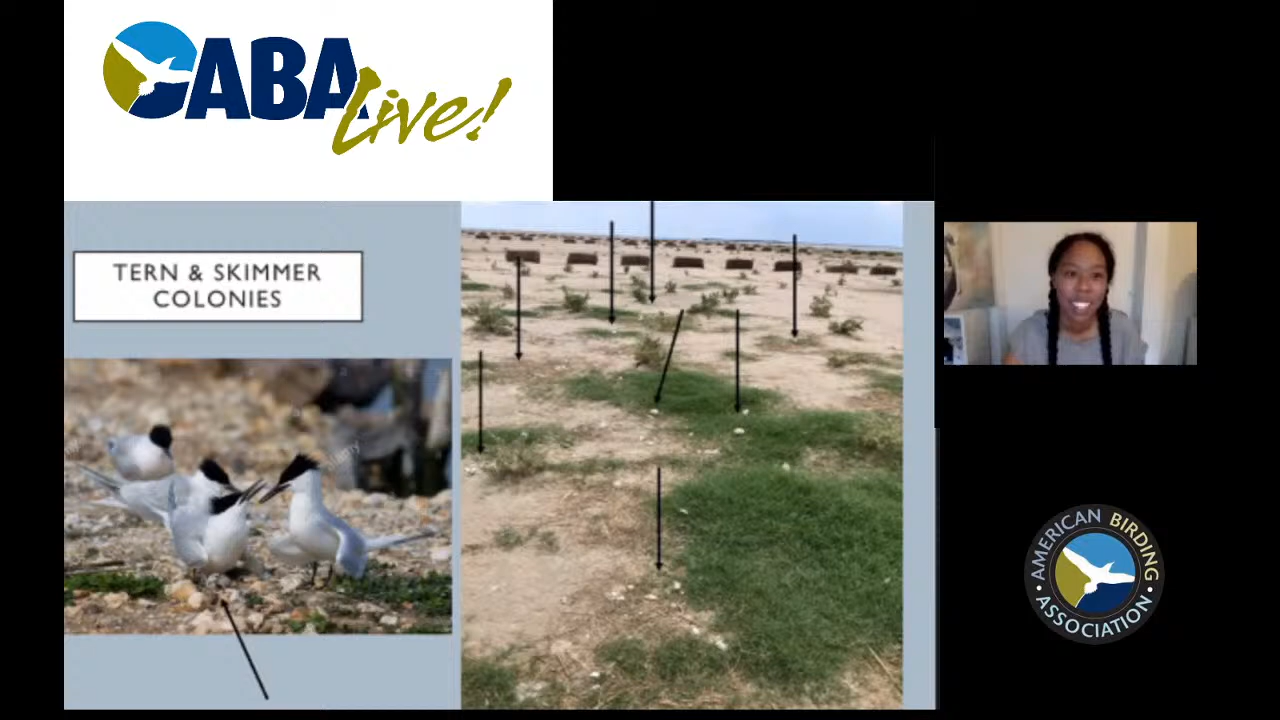 ABA Live!
TERN & SKIMMER
COLONIES
AMERICAN BIRDING
ASSOCIATION